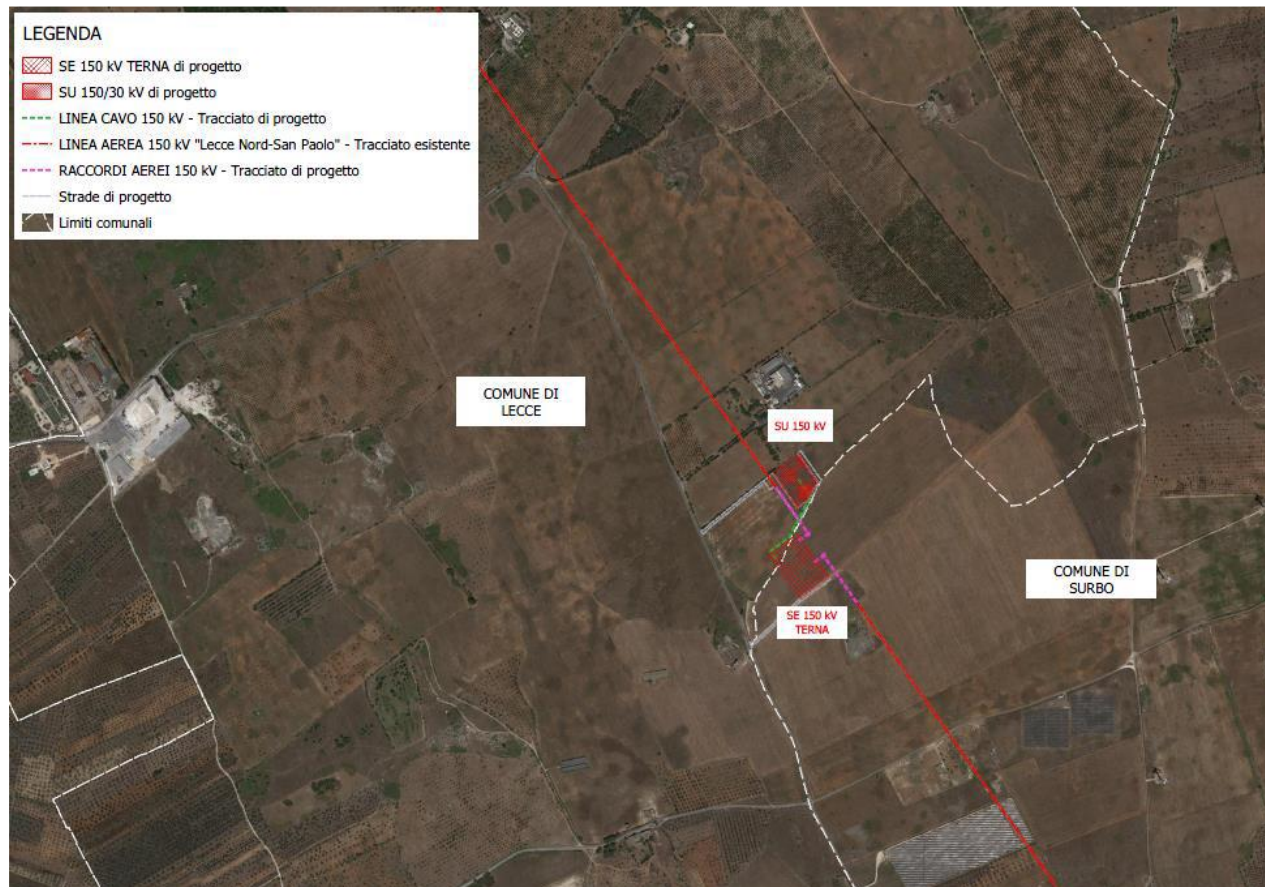 LEGENDA
SE 150 kV TERNA di progetto
SU 150/30 kV di progetto
LINEA CAVO 150 kV - Tracciato di progetto
LINEA AEREA 150 kV "Lecce Nord-San Paolo" - Tracciato esistente
RACCORDI AEREI 150 kV - Tracciato di progetto
Strade di progetto
Limiti comunali
COMUNE DI
LECCE
SU 150 kV
COMUNE DI
SURBO
SE 150 kV
TERNA